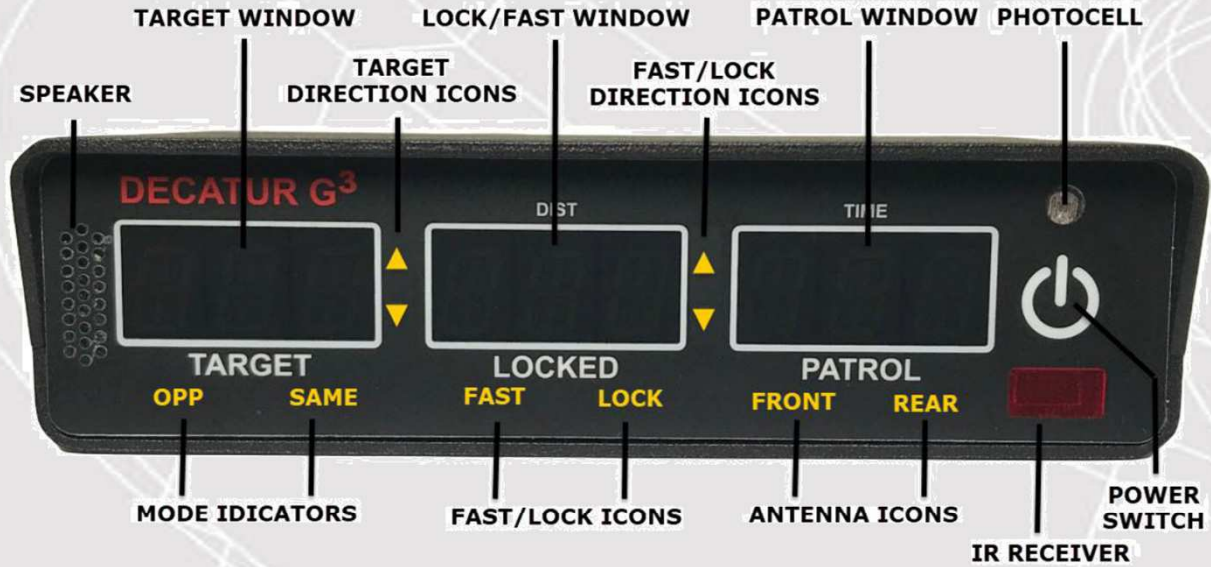 TARGET WINDOW
LOCK/FAST WINDOW
PATROL WINDOW
PHOTOCELL
SPEAKER
TARGET
DIRECTION ICONS
FAST/LOCK
DIRECTION ICONS
DECATUR G³
DIST
TIME
TARGET
LOCKED
PATROL
OPP
SAME
FAST
LOCK
FRONT
REAR
MODE IDICATORS
FAST/LOCK ICONS
ANTENNA ICONS
POWER
SWITCH
IR RECEIVER